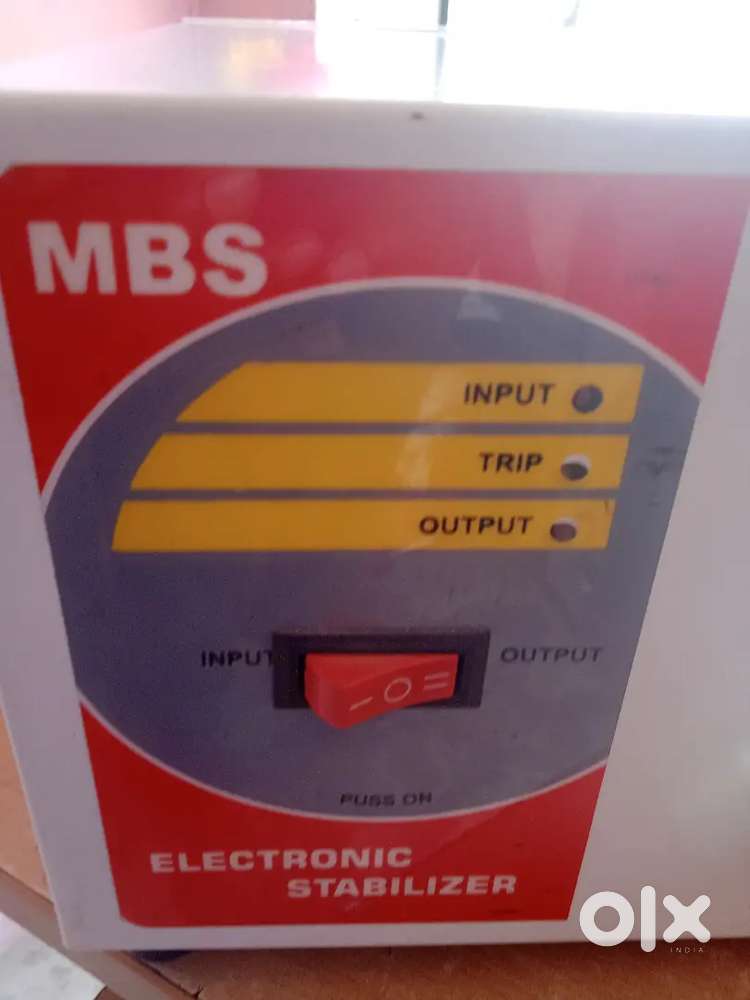 MBS
INPUT
TRIP
OUTPUT
INPUT OUTPUT
– O =
PUSS ON
ELECTRONIC
STABILIZER
olx
INDIA